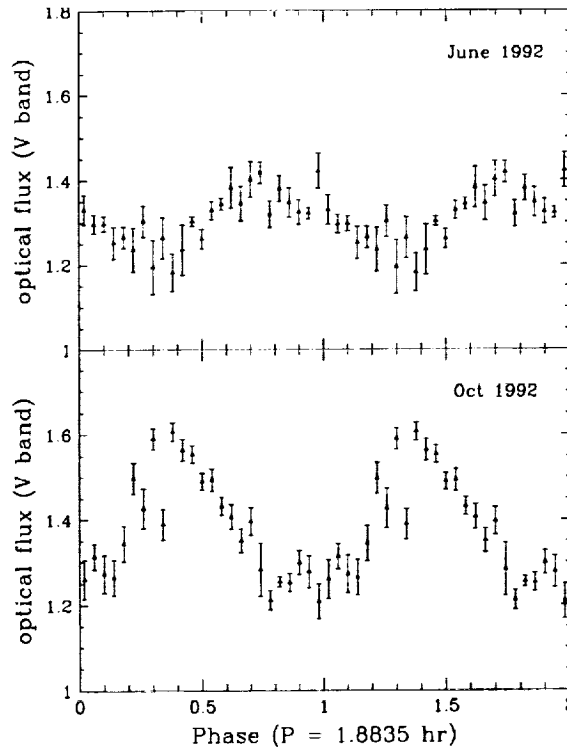 1.8
June 1992
1.6
1.4
1.2
optical flux (V band)
1
Oct 1992
1.6
1.4
1.2
optical flux (V band)
1
0 0.5 1 1.5 2
Phase (P = 1.8835 hr)